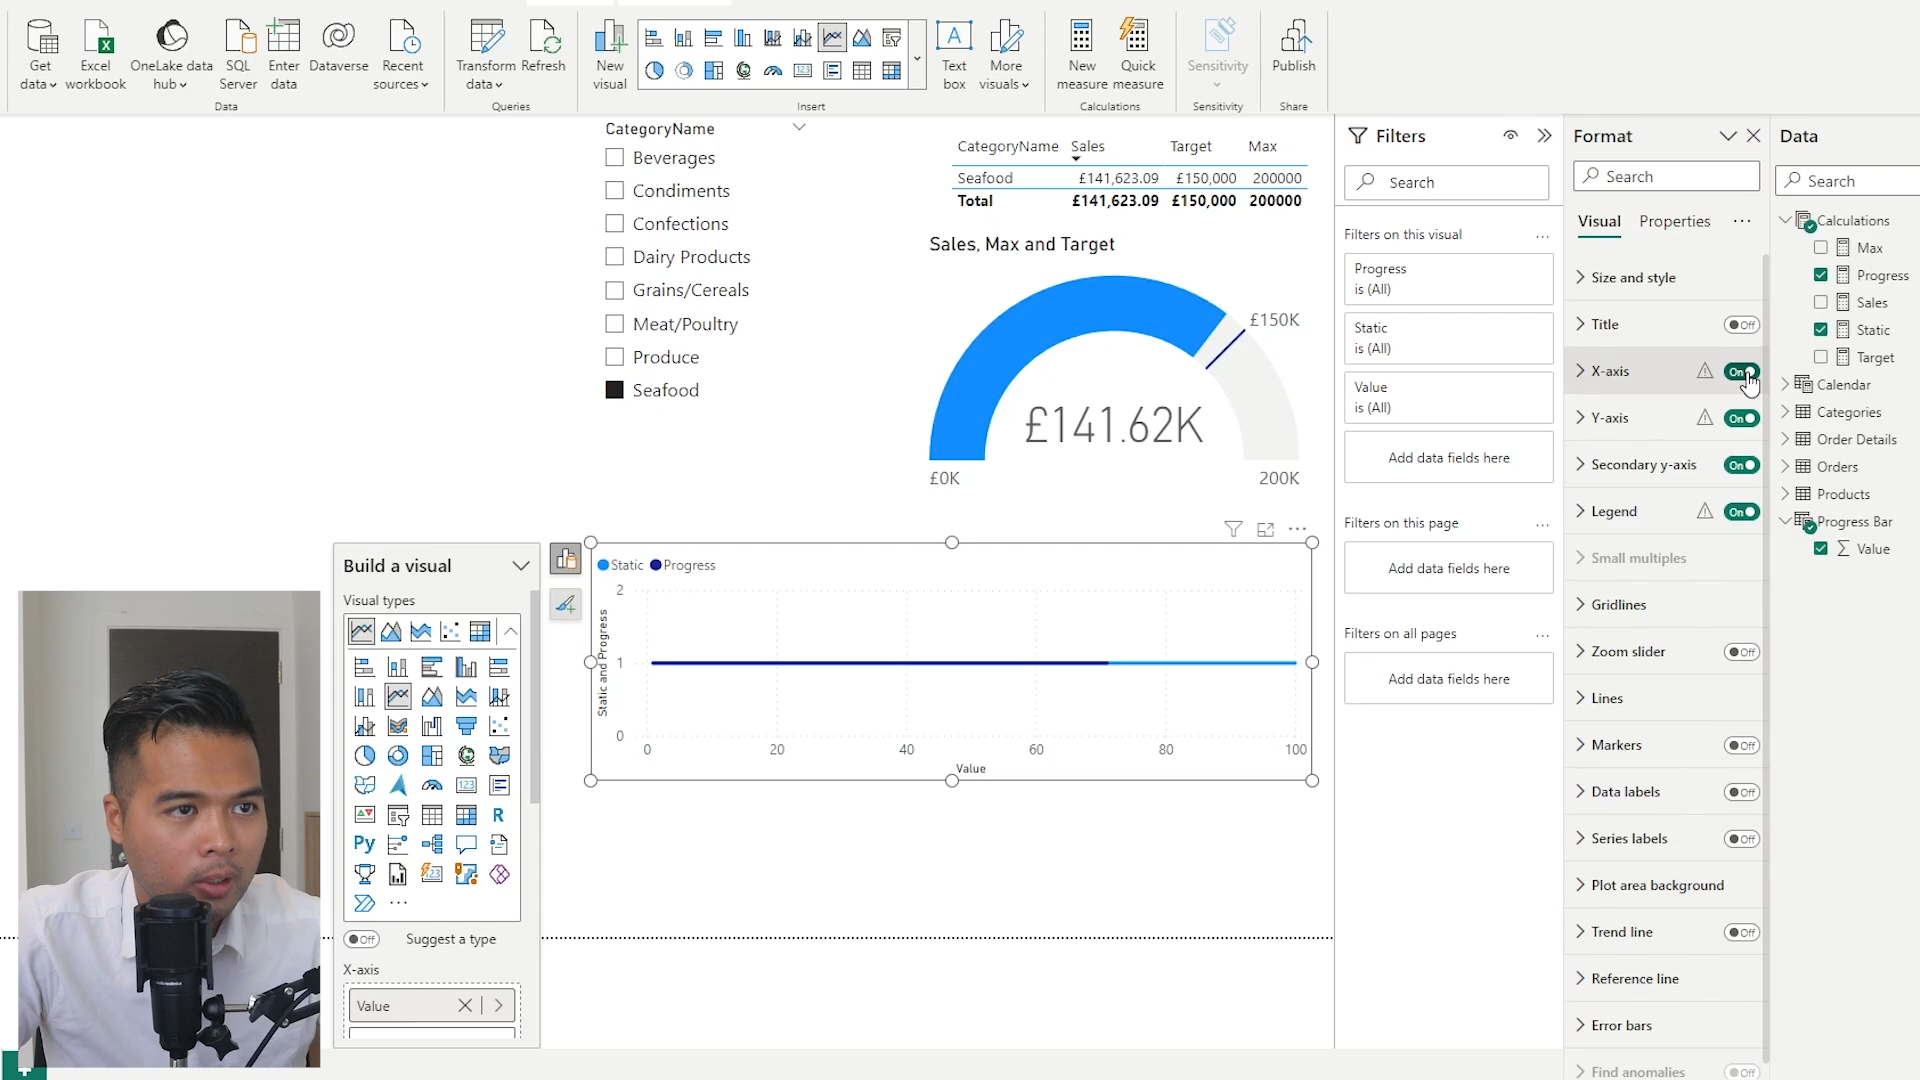 Get data
Excel workbook
OneLake data hub
SQL Server
Enter data
Dataverse
Recent sources
Data
Transform data
Refresh
Queries
New visual
Insert
A
Text box
More visuals
New measure
Quick measure
Calculations
Sensitivity
Sensitivity
Publish
Share
CategoryName
Beverages
Condiments
Confections
Dairy Products
Grains/Cereals
Meat/Poultry
Produce
Seafood
CategoryName Sales Target Max
Seafood £141,623.09 £150,000 200000
Total £141,623.09 £150,000 200000
Sales, Max and Target
£150K
£141.62K
£0K
200K
Build a visual
Visual types
123
R
Py
123
Off Suggest a type
X-axis
Value
Static Progress
Static and Progress
2
1
0
0 20 40 60 80 100
Value
Filters
Search
Filters on this visual
Progress
is (All)
Static
is (All)
Value
is (All)
Add data fields here
Filters on this page
Add data fields here
Filters on all pages
Add data fields here
Format
Search
Visual Properties
Size and style
Title Off
X-axis On
Y-axis On
Secondary y-axis On
Legend On
Small multiples
Gridlines
Zoom slider Off
Lines
Markers Off
Data labels Off
Series labels Off
Plot area background
Trend line Off
Reference line
Error bars
Find anomalies Off
Data
Search
Calculations
Max
Progress
Sales
Static
Target
Calendar
Categories
Order Details
Orders
Products
Progress Bar
Value